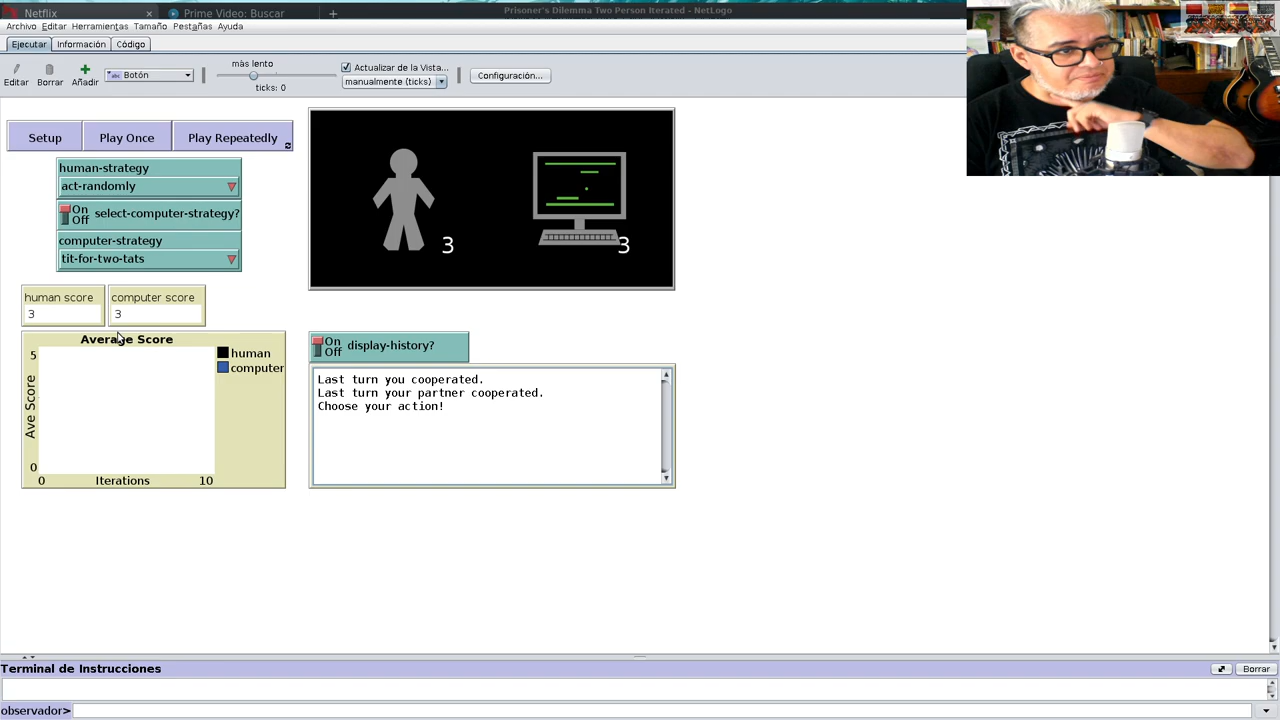 Netflix
Prime Video: Buscar
Prisoner's Dilemma Two Person Iterated - NetLogo
Archivo Editar Herramientas Tamaño Pestañas Ayuda
Ejecutar Información Código
Editar Borrar Añadir
abc Botón
más lento
ticks: 0
Actualizar de la Vista...
manualmente (ticks)
Configuración...
Setup Play Once Play Repeatedly
human-strategy
act-randomly
On
Off
select-computer-strategy?
computer-strategy
tit-for-two-tats
3
3
human score
3
computer score
3
Average Score
5
Ave Score
0
0 Iterations 10
human
computer
On
Off
display-history?
Last turn you cooperated.
Last turn your partner cooperated.
Choose your action!
Terminal de Instrucciones
Borrar
observador>